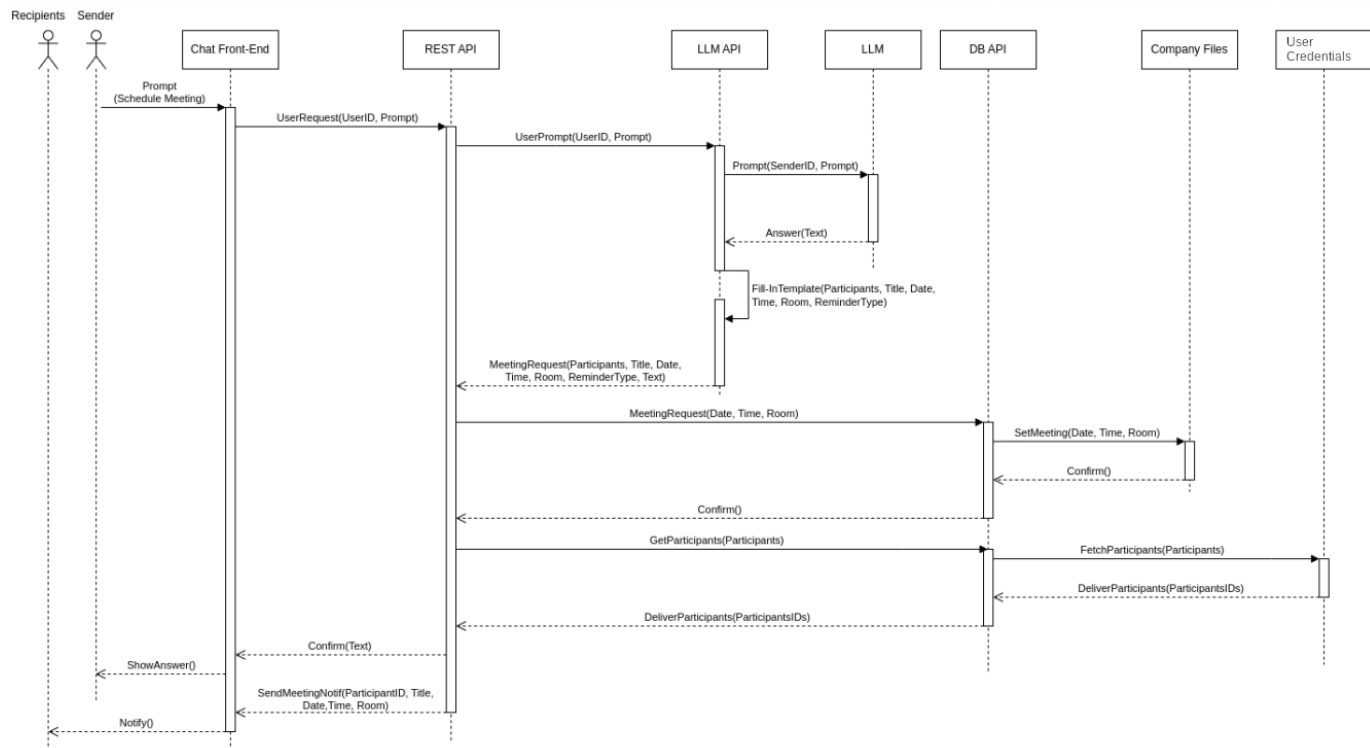 Recipients
Sender
Chat Front-End
REST API
LLM API
LLM
DB API
Company Files
User
Credentials
Prompt
(Schedule Meeting)
UserRequest(UserID, Prompt)
UserPrompt(UserID, Prompt)
Prompt(SenderID, Prompt)
Answer(Text)
Fill-InTemplate(Participants, Title, Date,
Time, Room, ReminderType)
MeetingRequest(Participants, Title, Date,
Time, Room, ReminderType, Text)
MeetingRequest(Date, Time, Room)
SetMeeting(Date, Time, Room)
Confirm()
Confirm()
GetParticipants(Participants)
FetchParticipants(Participants)
DeliverParticipants(ParticipantsIDs)
DeliverParticipants(ParticipantsIDs)
Confirm(Text)
ShowAnswer()
SendMeetingNotif(ParticipantID, Title,
Date,Time, Room)
Notify()